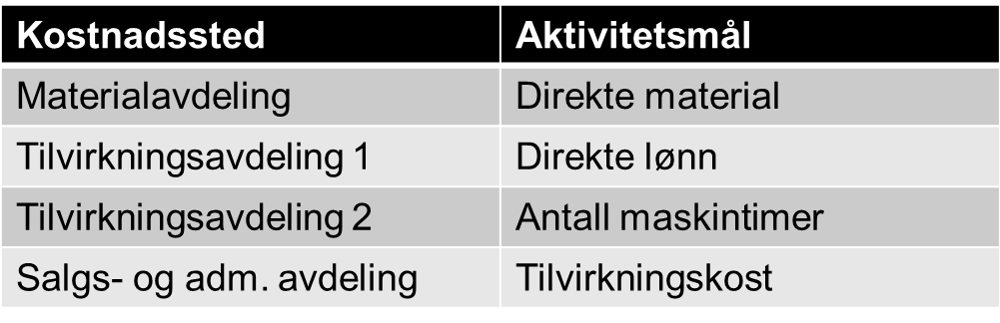 Kostnadssted Aktivitetsmål
Materialavdeling Direkte material
Tilvirkningsavdeling 1 Direkte lønn
Tilvirkningsavdeling 2 Antall maskintimer
Salgs- og adm. avdeling Tilvirkningskost